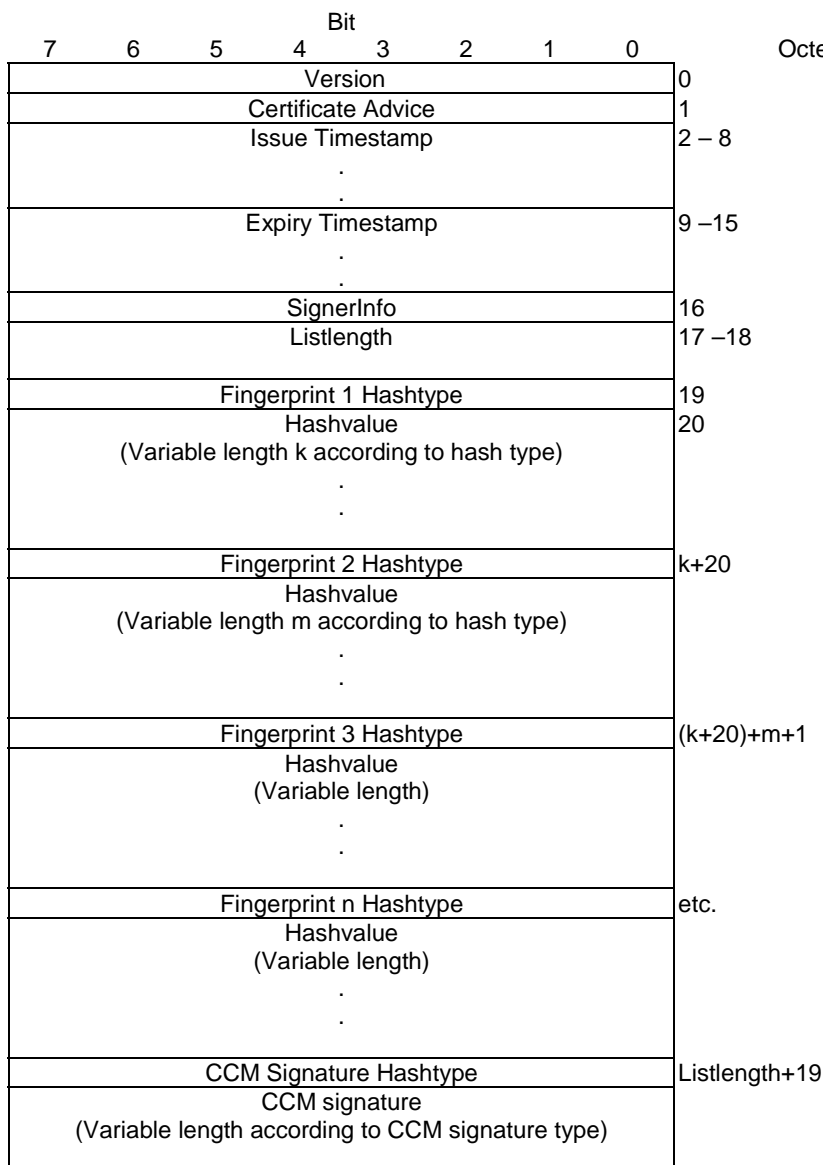 Bit
7 6 5 4 3 2 1 0 Octe
Version 0
Certificate Advice 1
Issue Timestamp 2 – 8
.
.
Expiry Timestamp 9 –15
.
.
SignerInfo 16
Listlength 17 –18
Fingerprint 1 Hashtype 19
Hashvalue 20
(Variable length k according to hash type)
.
.
Fingerprint 2 Hashtype k+20
Hashvalue
(Variable length m according to hash type)
.
.
Fingerprint 3 Hashtype (k+20)+m+1
Hashvalue
(Variable length)
.
.
Fingerprint n Hashtype etc.
Hashvalue
(Variable length)
.
.
CCM Signature Hashtype Listlength+19
CCM signature
(Variable length according to CCM signature type)